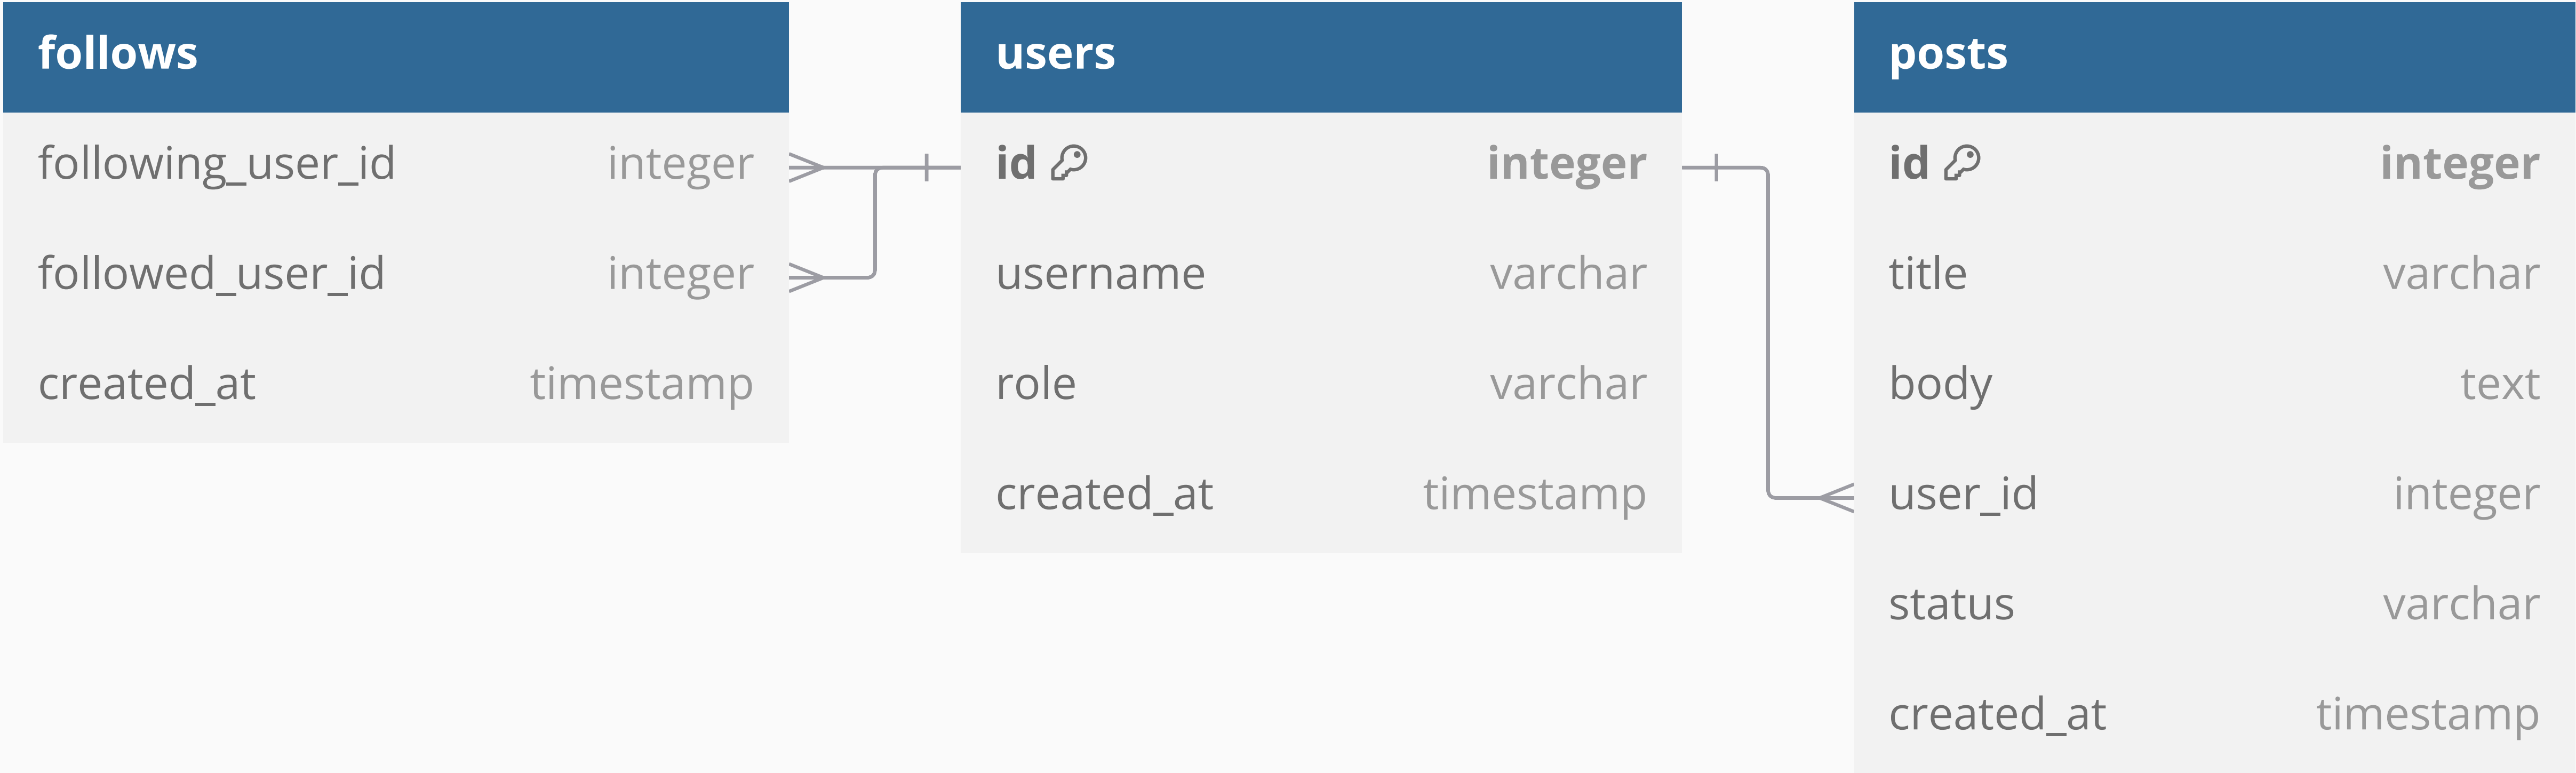 follows
following_user_id integer
followed_user_id integer
created_at timestamp
users
id integer
username varchar
role varchar
created_at timestamp
posts
id integer
title varchar
body text
user_id integer
status varchar
created_at timestamp